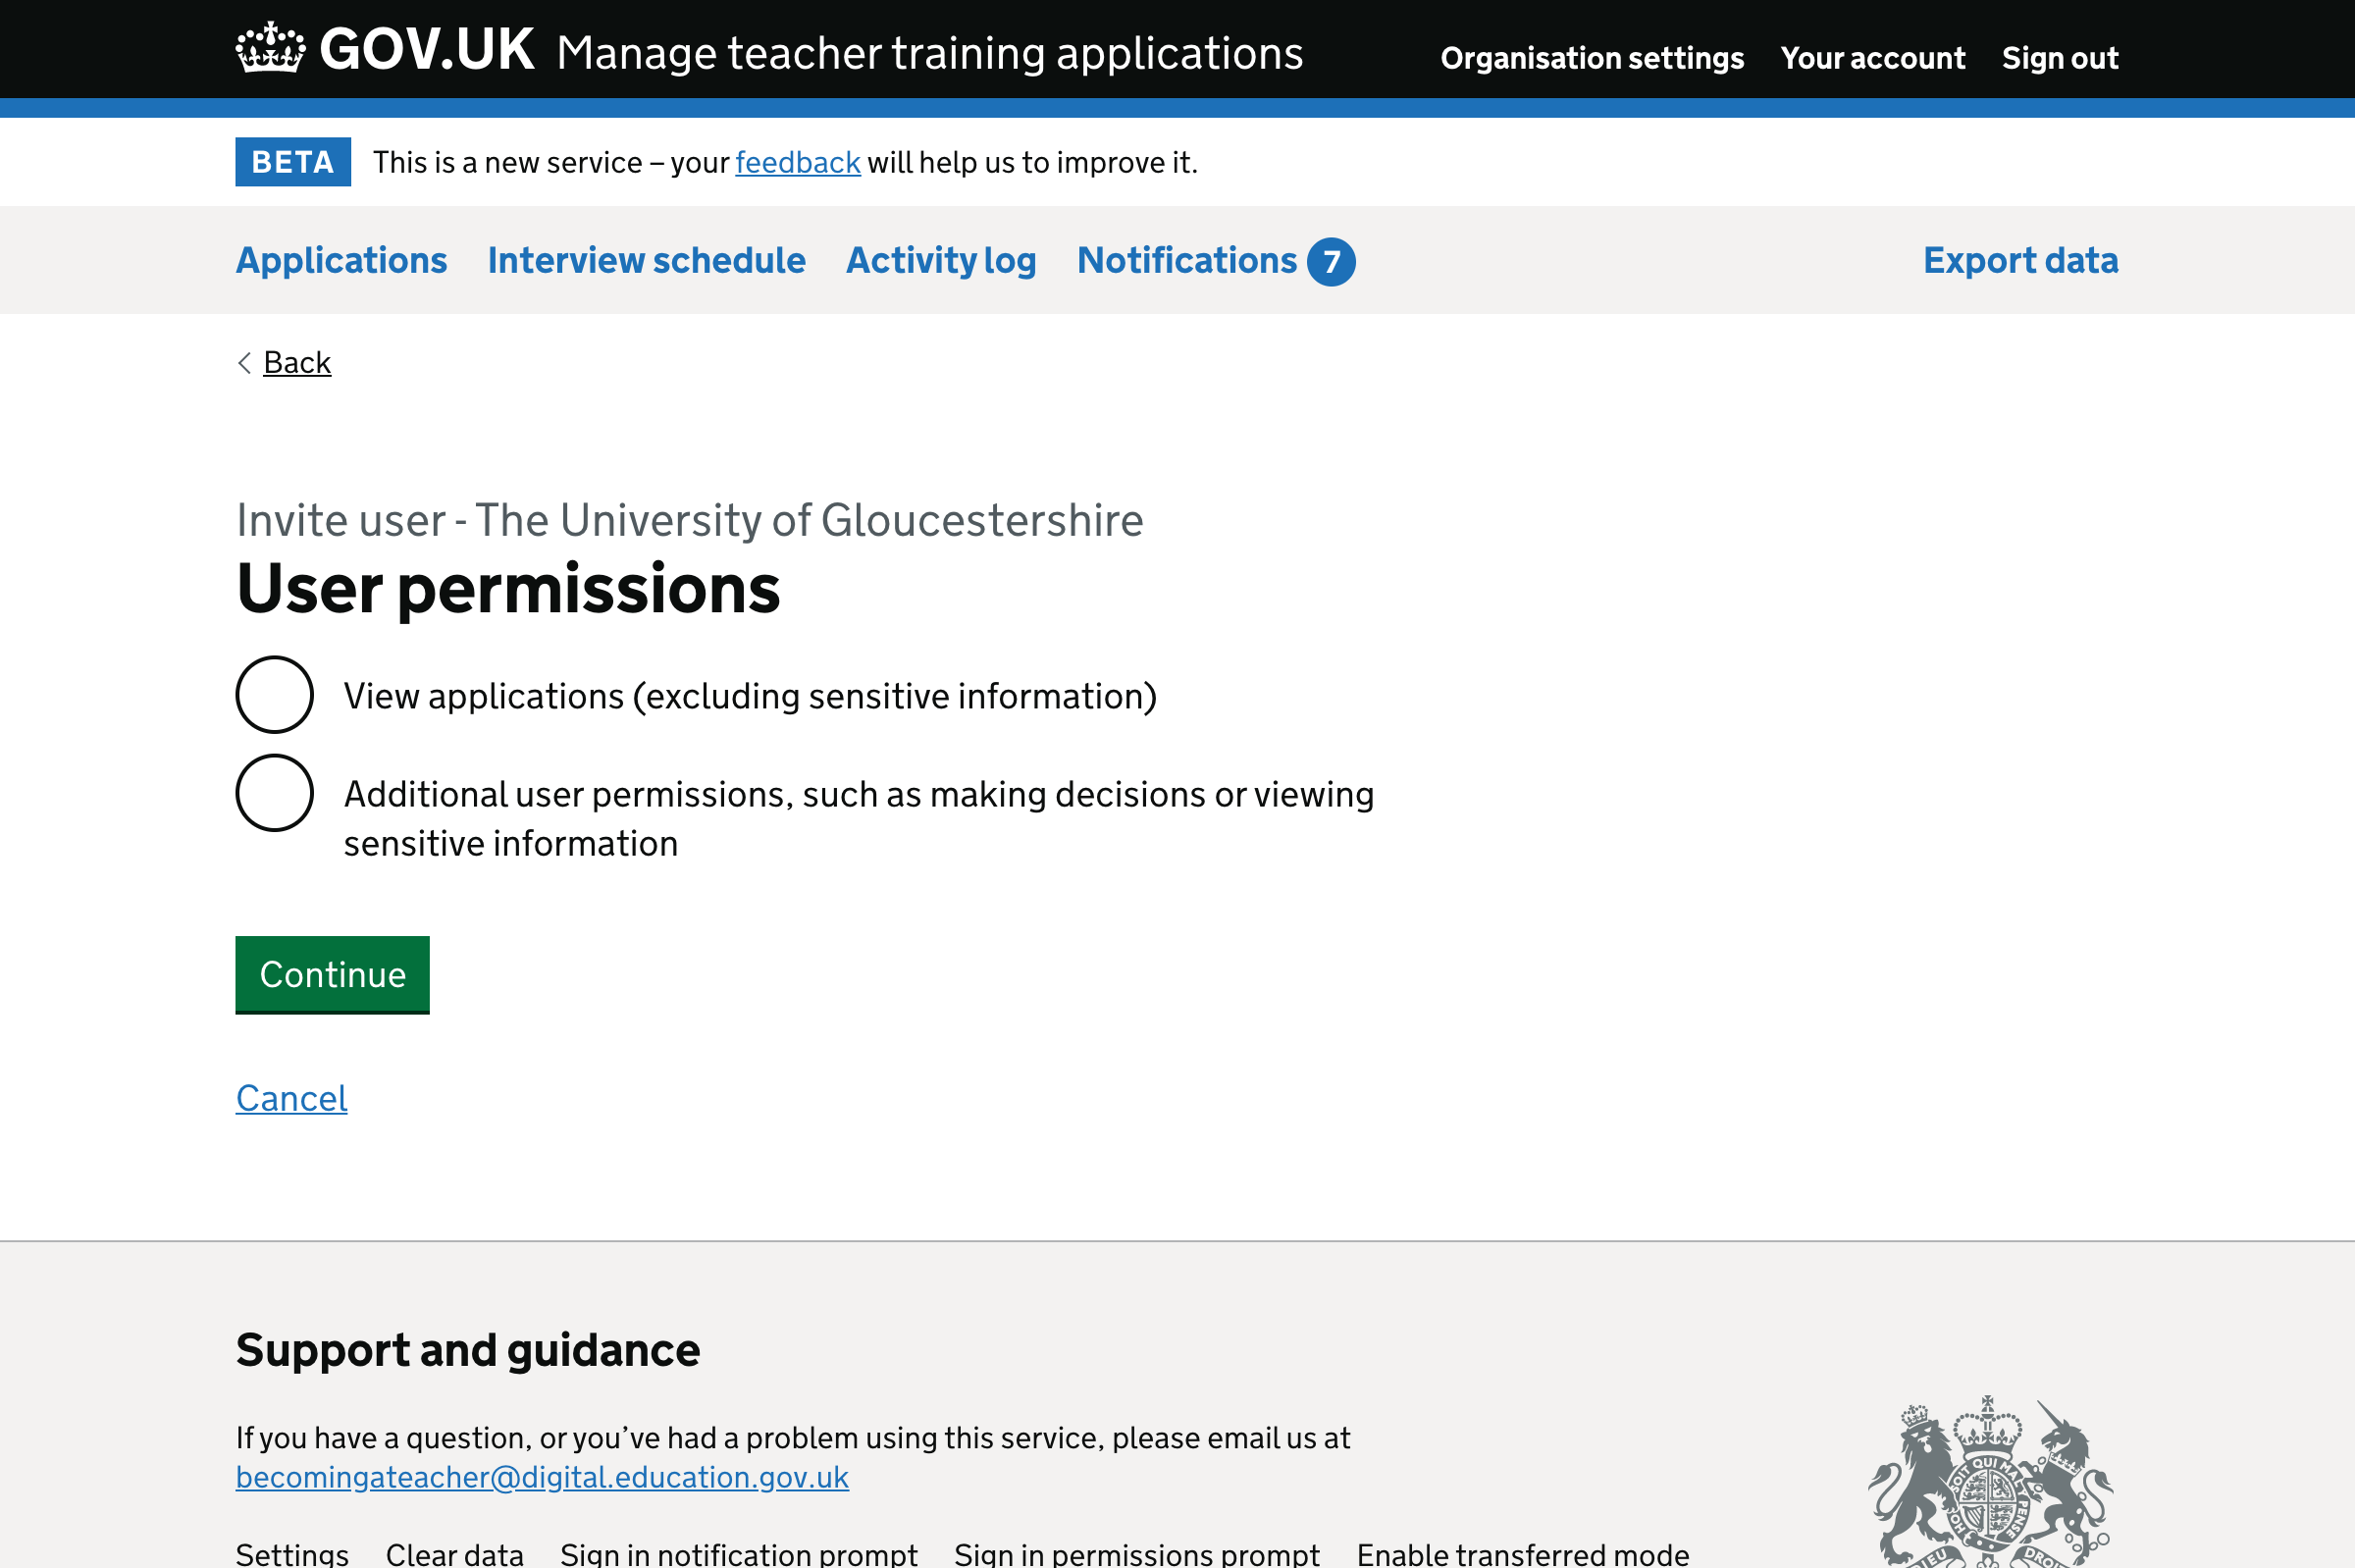 GOV.UK Manage teacher training applications Organisation settings Your account Sign out
BETA This is a new service – your feedback will help us to improve it.
Applications Interview schedule Activity log Notifications 7 Export data
Back
Invite user - The University of Gloucestershire
User permissions
View applications (excluding sensitive information)
Additional user permissions, such as making decisions or viewing
sensitive information
Continue
Cancel
Support and guidance
If you have a question, or you’ve had a problem using this service, please email us at
becomingateacher@digital.education.gov.uk
SOIT QUI MAL
DIEU DROIT
Settings Clear data Sign in notification prompt Sign in permissions prompt Enable transferred mode